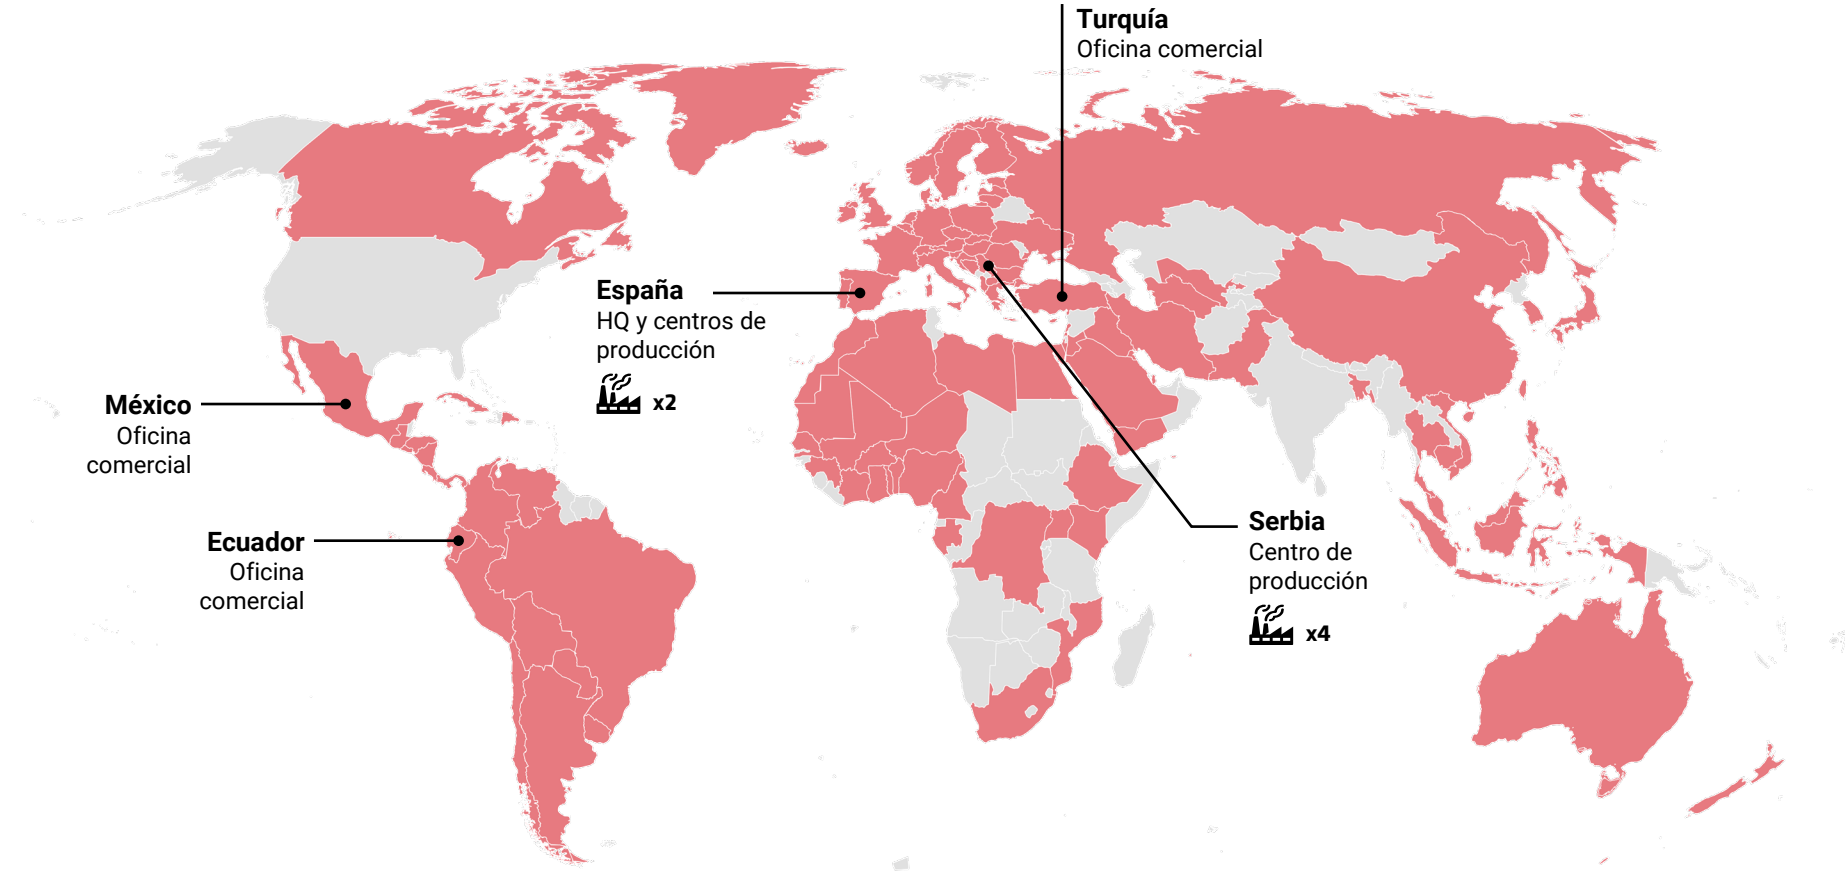 Turquía
Oficina comercial
España
HQ y centros de
producción
x2
México
Oficina
comercial
Ecuador
Oficina
comercial
Serbia
Centro de
producción
x4